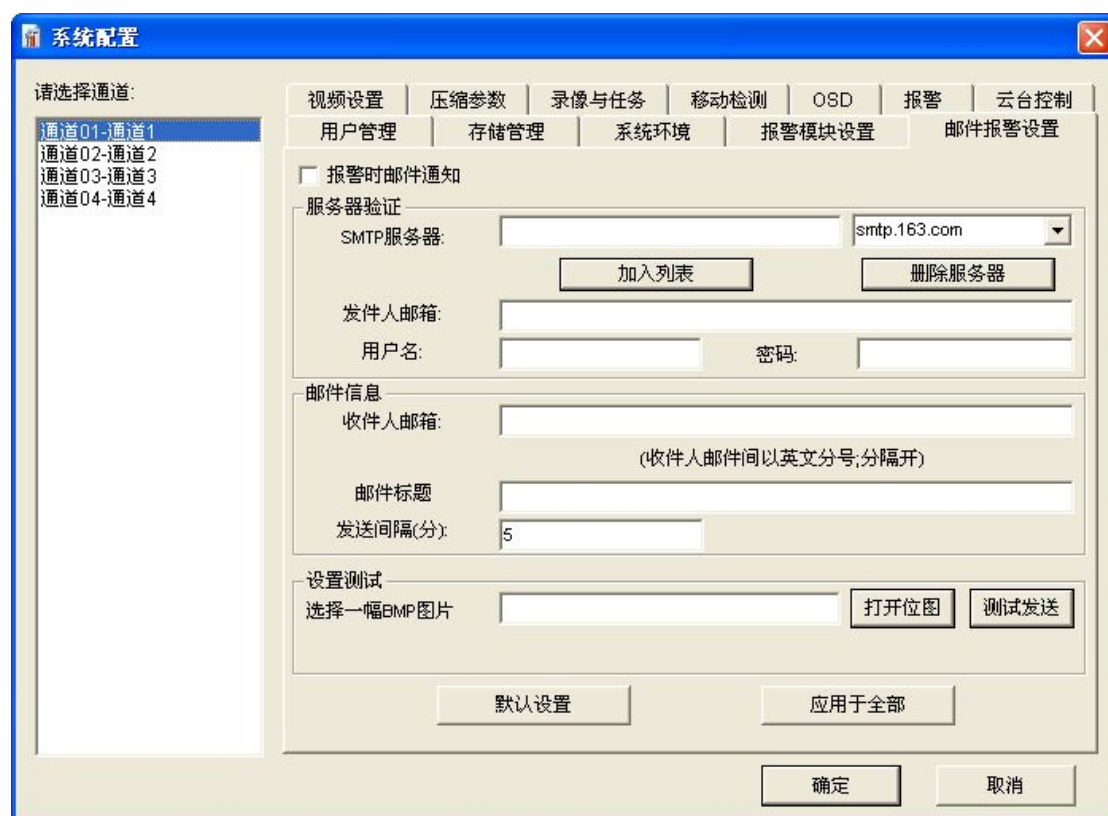 系统配置
请选择通道:
通道01-通道1
通道02-通道2
通道03-通道3
通道04-通道4
视频设置 压缩参数 录像与任务 移动检测 OSD 报警 云台控制
用户管理 存储管理 系统环境 报警模块设置 邮件报警设置
报警时邮件通知
服务器验证
SMTP服务器: smtp.163.com
加入列表 删除服务器
发件人邮箱:
用户名: 密码:
邮件信息
收件人邮箱:
(收件人邮件间以英文分号;分隔开)
邮件标题
发送间隔(分): 5
设置测试
选择一幅BMP图片 打开位图 测试发送
默认设置 应用于全部
确定 取消